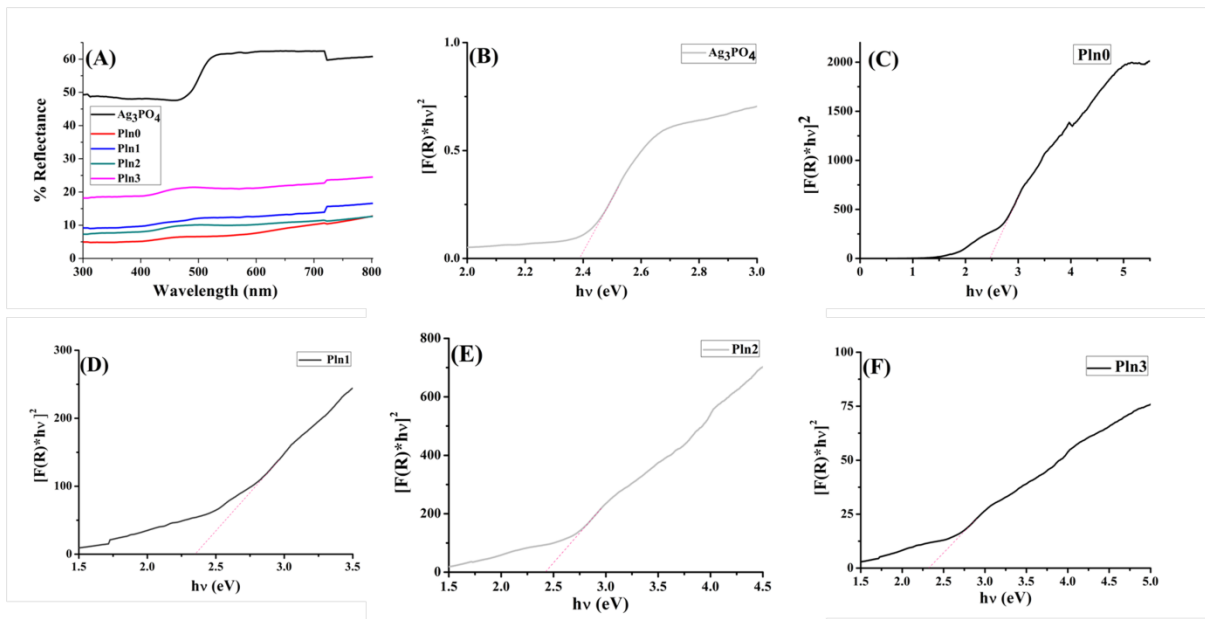 (A)
60
50
40
30
20
10
0
% Reflectance
Ag₃PO₄
Pln0
Pln1
Pln2
Pln3
300 400 500 600 700 800
Wavelength (nm)
(B)
Ag₃PO₄
1.0
0.5
0.0
[F(R)*hν]²
2.0 2.2 2.4 2.6 2.8 3.0
hν (eV)
(C)
Pln0
2000
1750
1500
1250
1000
750
500
250
0
[F(R)*hν]²
0 1 2 3 4 5
hν (eV)
(D)
Pln1
300
200
100
0
[F(R)*hν]²
1.5 2.0 2.5 3.0 3.5
hν (eV)
(E)
Pln2
800
600
400
200
0
[F(R)*hν]²
1.5 2.0 2.5 3.0 3.5 4.0 4.5
hν (eV)
(F)
Pln3
100
75
50
25
0
[F(R)*hν]²
1.5 2.0 2.5 3.0 3.5 4.0 4.5 5.0
hν (eV)